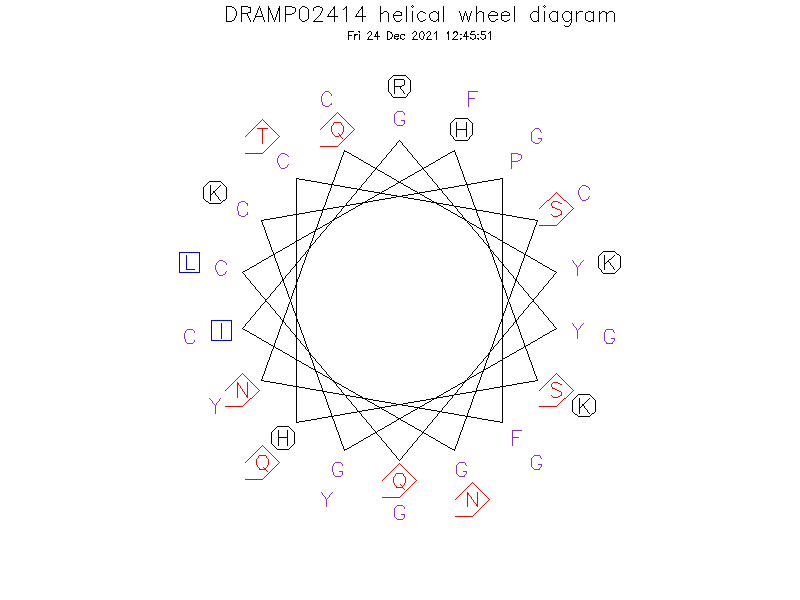 DRAMP02414 helical wheel diagram
Fri 24 Dec 2021 12:45:51
R
C F
G
T Q H G
C P
K C S C
L C Y K
C I Y G
Y N S K
H F
Q G G G
Y Q N
G